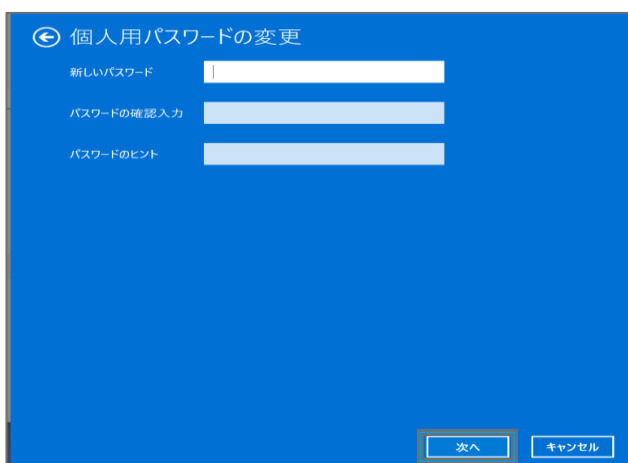 個人用パスワードの変更
新しいパスワード
パスワードの確認入力
パスワードのヒント
次へ
キャンセル